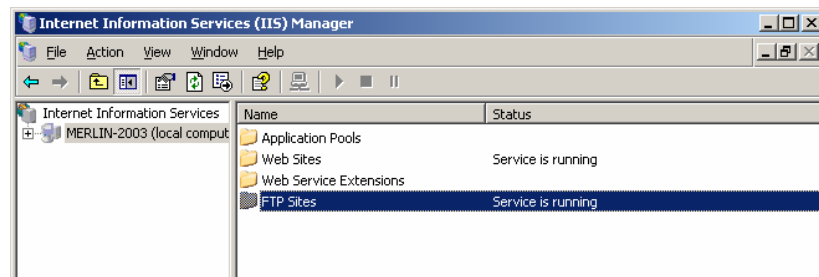 Internet Information Services (IIS) Manager
File Action View Window Help
Internet Information Services
MERLIN-2003 (local comput
Name Status
Application Pools
Web Sites Service is running
Web Service Extensions
FTP Sites Service is running